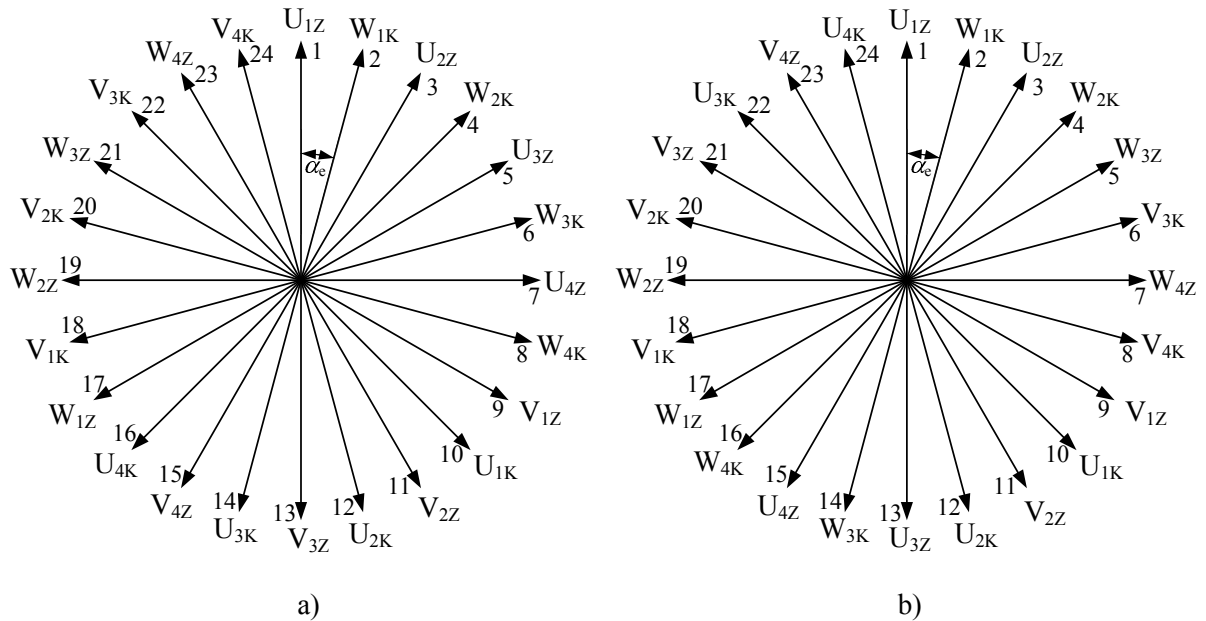 U1Z
1
W1K
2
U2Z
3
W2K
4
U3Z
5
W3K
6
U4Z
7
W4K
8
V1Z
9
U1K
10
V2Z
11
U2K
12
V3Z
13
U3K
14
V4Z
15
U4K
16
W1Z
17
V1K
18
W2Z
19
V2K
20
W3Z
21
V3K
22
W4Z
23
V4K
24
αe
a)
U1Z
1
W1K
2
U2Z
3
W2K
4
W3Z
5
V3K
6
W4Z
7
V4K
8
V1Z
9
U1K
10
V2Z
11
U2K
12
U3Z
13
W3K
14
U4Z
15
W4K
16
W1Z
17
V1K
18
W2Z
19
V2K
20
V3Z
21
U3K
22
V4Z
23
U4K
24
αe
b)